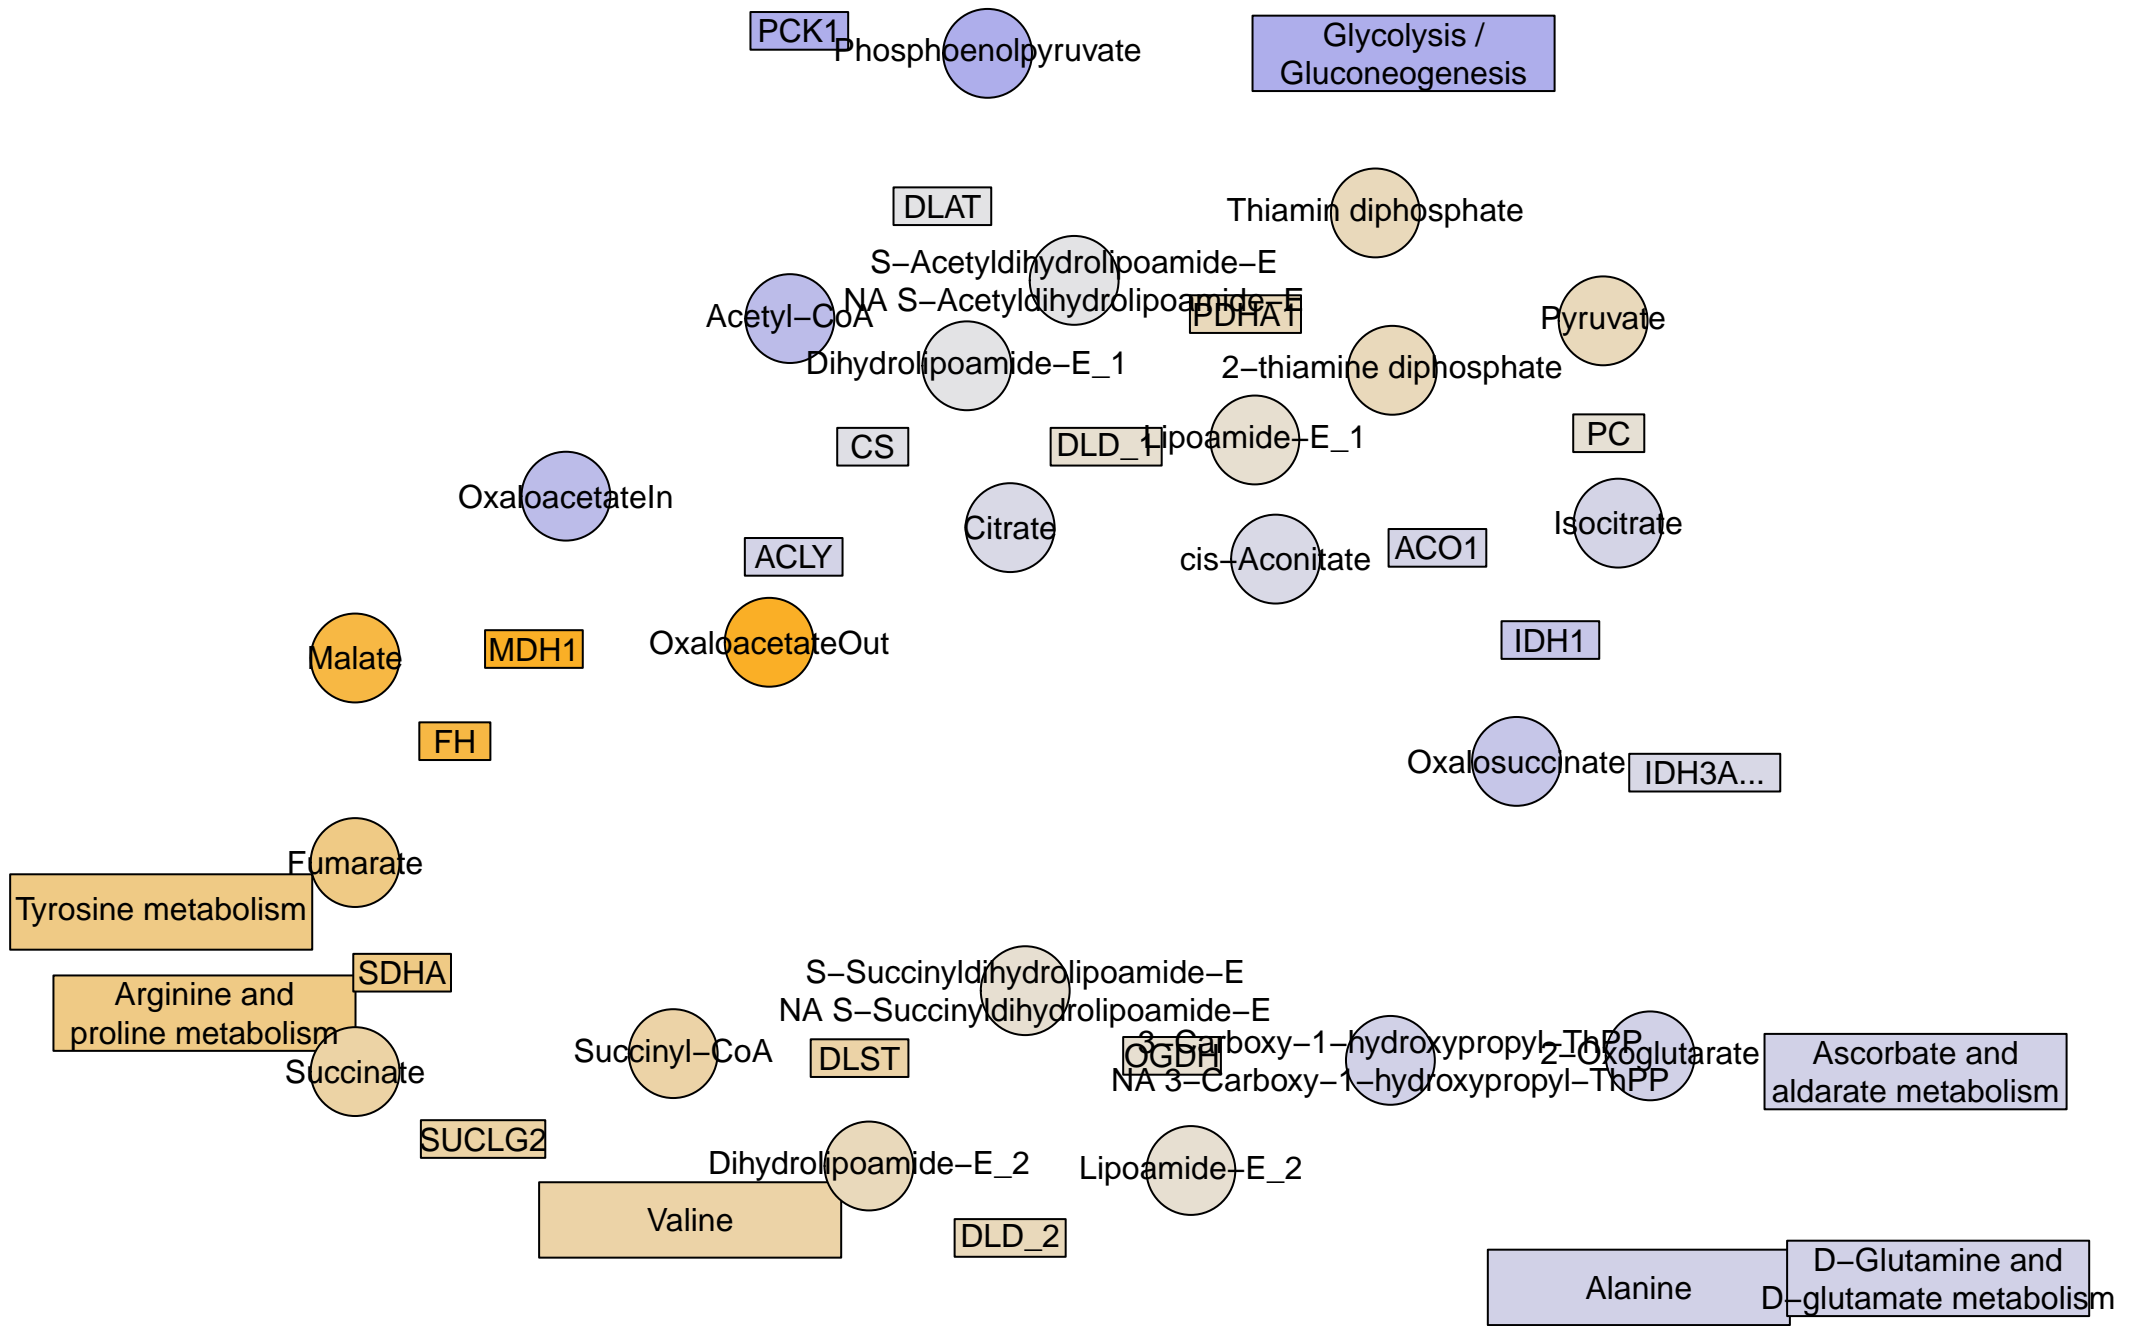 PCK1
Phosphoenolpyruvate
Glycolysis /
Gluconeogenesis
DLAT
Thiamin diphosphate
S−Acetyldihydrolipoamide−E
NA S−Acetyldihydrolipoamide−E
Acetyl−CoA
PDHA1
Pyruvate
Dihydrolipoamide−E_1
2−thiamine diphosphate
CS
DLD_1
Lipoamide−E_1
PC
OxaloacetateIn
Citrate
Isocitrate
ACLY
cis−Aconitate
ACO1
Malate
MDH1
OxaloacetateOut
IDH1
FH
Oxalosuccinate
IDH3A...
Fumarate
Tyrosine metabolism
SDHA
Arginine and
proline metabolism
Succinate
S−Succinyldihydrolipoamide−E
NA S−Succinyldihydrolipoamide−E
Succinyl−CoA
DLST
OGDH
3−Carboxy−1−hydroxypropyl−ThPP
NA 3−Carboxy−1−hydroxypropyl−ThPP
2−Oxoglutarate
Ascorbate and
aldarate metabolism
SUCLG2
Dihydrolipoamide−E_2
Lipoamide−E_2
Valine
DLD_2
Alanine
D−Glutamine and
D−glutamate metabolism